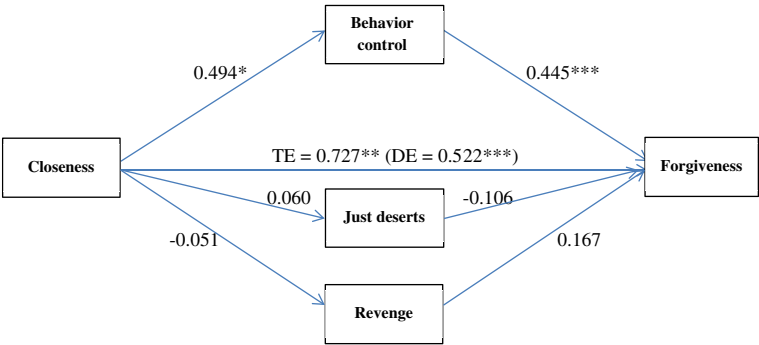 Behavior
control
0.494*
0.445***
TE = 0.727** (DE = 0.522***)
Closeness
Forgiveness
0.060
-0.106
Just deserts
-0.051
0.167
Revenge